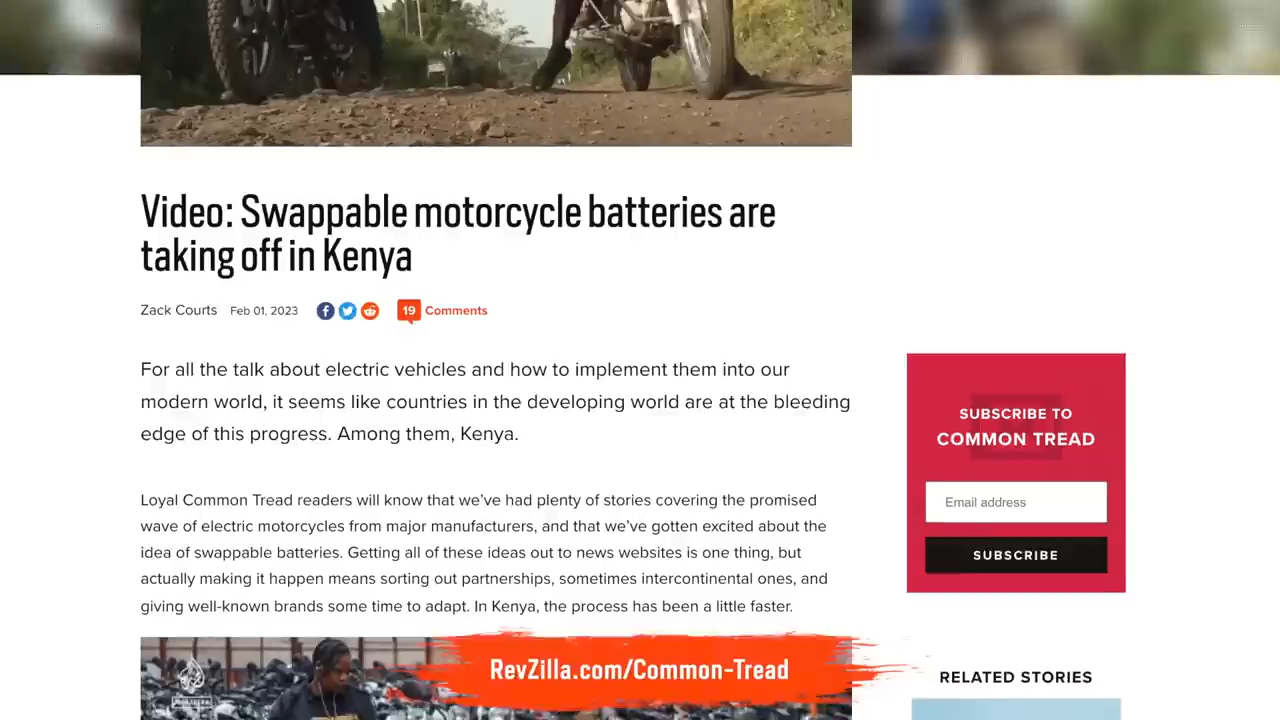 Video: Swappable motorcycle batteries are
taking off in Kenya
Zack Courts Feb 01, 2023 19 Comments
For all the talk about electric vehicles and how to implement them into our
modern world, it seems like countries in the developing world are at the bleeding
edge of this progress. Among them, Kenya.
Loyal Common Tread readers will know that we’ve had plenty of stories covering the promised
wave of electric motorcycles from major manufacturers, and that we’ve gotten excited about the
idea of swappable batteries. Getting all of these ideas out to news websites is one thing, but
actually making it happen means sorting out partnerships, sometimes intercontinental ones, and
giving well-known brands some time to adapt. In Kenya, the process has been a little faster.
SUBSCRIBE TO
COMMON TREAD
Email address
SUBSCRIBE
RevZilla.com/Common-Tread
RELATED STORIES